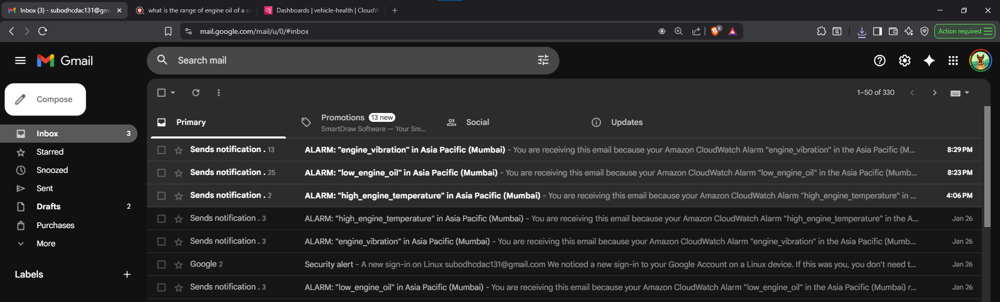 Inbox (3) - subodhcdac131@gm
what is the range of engine oil of a ca
Dashboards | vehicle-health | CloudW
mail.google.com/mail/u/0/#inbox
5
Action required
Gmail
Search mail
Compose
1–50 of 330
Primary
Promotions 13 new
SmartDraw Software — Your Sm...
Social
Updates
Inbox 3
Starred
Snoozed
Sent
Drafts 2
Purchases
More
Labels
Sends notification . 13 ALARM: "engine_vibration" in Asia Pacific (Mumbai) - You are receiving this email because your Amazon CloudWatch Alarm "engine_vibration" in the Asia Pacific (M... 8:29 PM
Sends notification . 25 ALARM: "low_engine_oil" in Asia Pacific (Mumbai) - You are receiving this email because your Amazon CloudWatch Alarm "low_engine_oil" in the Asia Pacific (Mumb... 8:23 PM
Sends notification . 2 ALARM: "high_engine_temperature" in Asia Pacific (Mumbai) - You are receiving this email because your Amazon CloudWatch Alarm "high_engine_temperature" in ... 4:06 PM
Sends notification . 3 ALARM: "high_engine_temperature" in Asia Pacific (Mumbai) - You are receiving this email because your Amazon CloudWatch Alarm "high_engine_temperature" in the A... Jan 26
Sends notification . 3 ALARM: "engine_vibration" in Asia Pacific (Mumbai) - You are receiving this email because your Amazon CloudWatch Alarm "engine_vibration" in the Asia Pacific (Mumb... Jan 26
Google 2 Security alert - A new sign-in on Linux subodhcdac131@gmail.com We noticed a new sign-in to your Google Account on a Linux device. If this was you, you don't need t... Jan 26
Sends notification . 3 ALARM: "low_engine_oil" in Asia Pacific (Mumbai) - You are receiving this email because your Amazon CloudWatch Alarm "low_engine_oil" in the Asia Pacific (Mumbai) r... Jan 26